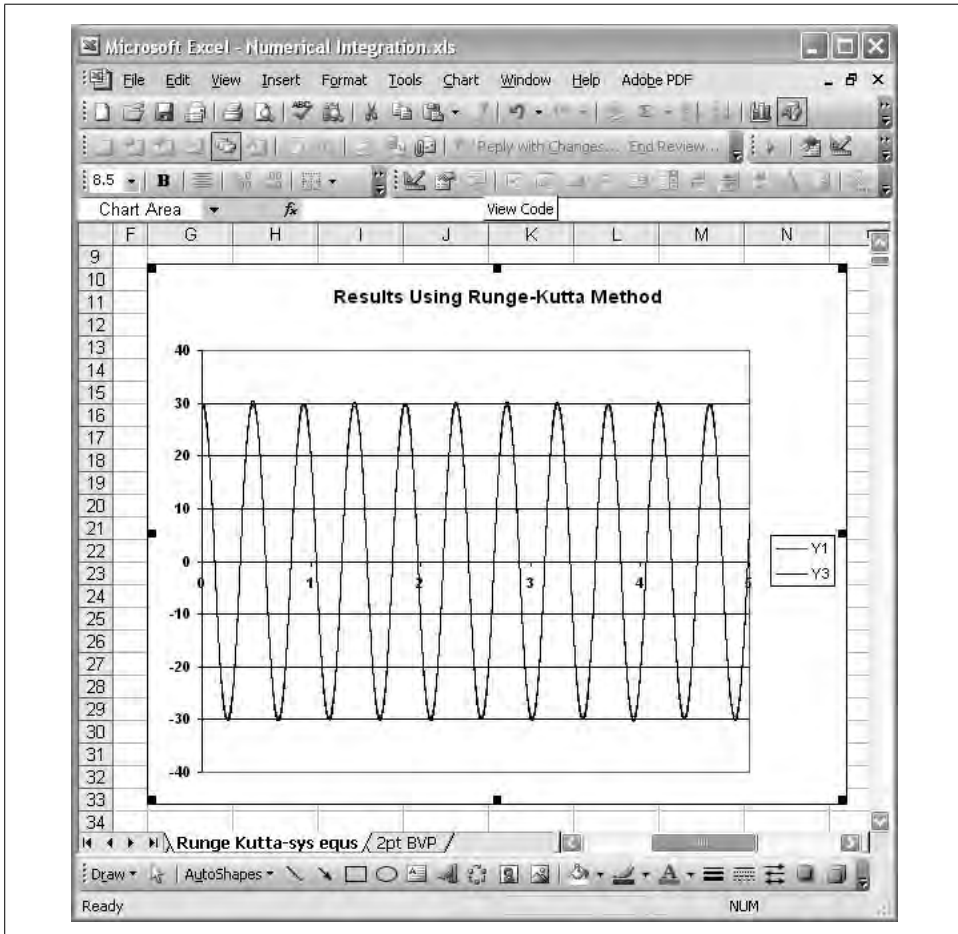 Microsoft Excel - Numerical Integration.xls
File Edit View Insert Format Tools Chart Window Help Adobe PDF
Reply with Changes... End Review...
8.5 B
Chart Area fx View Code
F G H I J K L M N
9
10
11
12
13
14
15
16
17
18
19
20
21
22
23
24
25
26
27
28
29
30
31
32
33
34
Results Using Runge-Kutta Method
40
30
20
10
0
-10
-20
-30
-40
0 1 2 3 4 5
Y1
Y3
Runge Kutta-sys equs / 2pt BVP /
Draw AutoShapes
Ready NUM